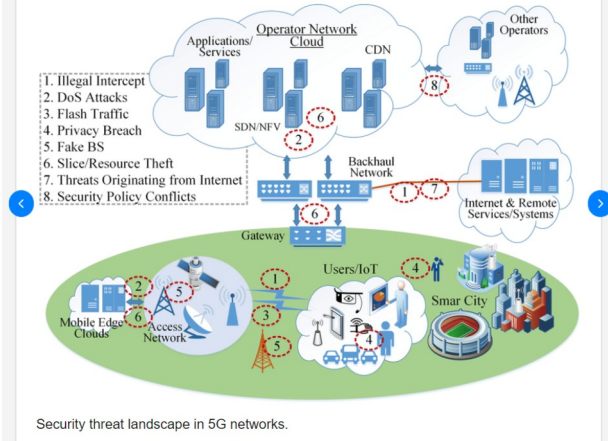 Operator Network
Cloud
Applications/
Services
CDN
Other
Operators
1. Illegal Intercept
2. DoS Attacks
3. Flash Traffic
4. Privacy Breach
5. Fake BS
6. Slice/Resource Theft
7. Threats Originating from Internet
8. Security Policy Conflicts
8
6
SDN/NFV
2
Backhaul
Network
1
7
Internet & Remote
Services/Systems
6
Gateway
Users/IoT
4
1
2
5
Smar City
3
6
Mobile Edge
Clouds
Access
Network
4
5
Security threat landscape in 5G networks.